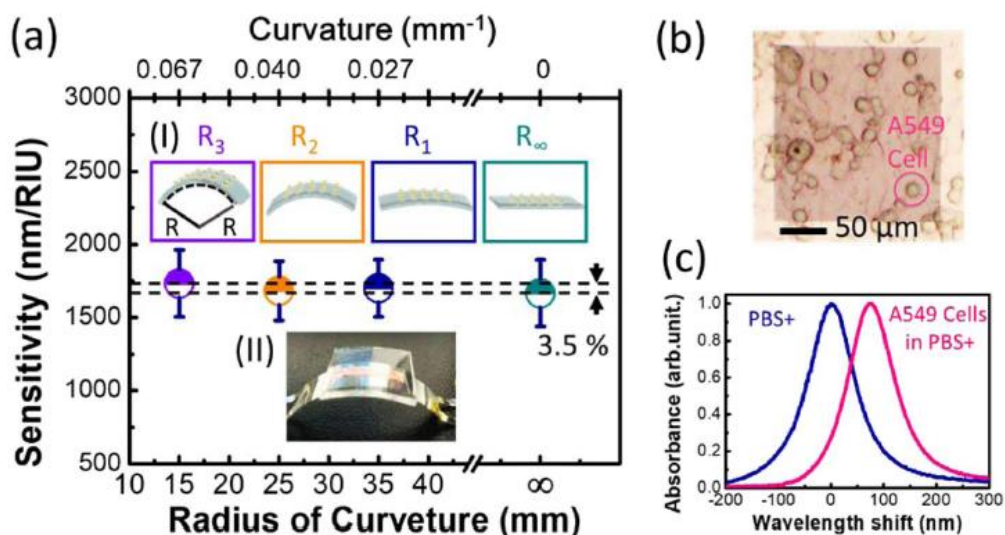 (a)
Curvature (mm⁻¹)
0.067 0.040 0.027 0
Sensitivity (nm/RIU)
3000
2500
2000
1500
1000
500
(I)
R₃ R₂ R₁ R∞
R R
3.5 %
(II)
10 15 20 25 30 35 40 ∞
Radius of Curveture (mm)
(b)
A549
Cell
50 µm
(c)
Absorbance (arb.unit.)
1.0
0.8
0.6
0.4
0.2
0.0
PBS+
A549 Cells
in PBS+
-200 -100 0 100 200 300
Wavelength shift (nm)